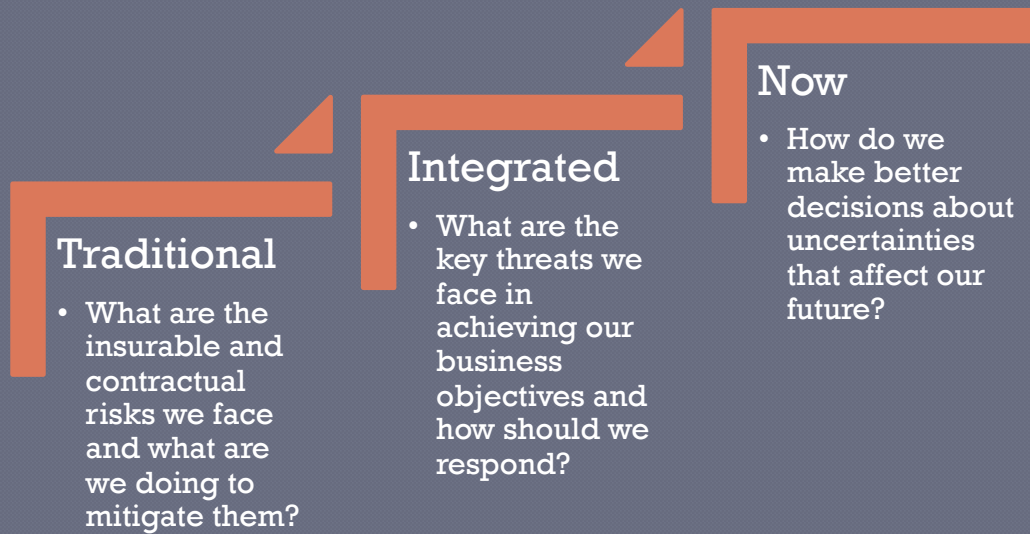 Traditional
• What are the
insurable and
contractual
risks we face
and what are
we doing to
mitigate them?
Integrated
• What are the
key threats we
face in
achieving our
business
objectives and
how should we
respond?
Now
• How do we
make better
decisions about
uncertainties
that affect our
future?